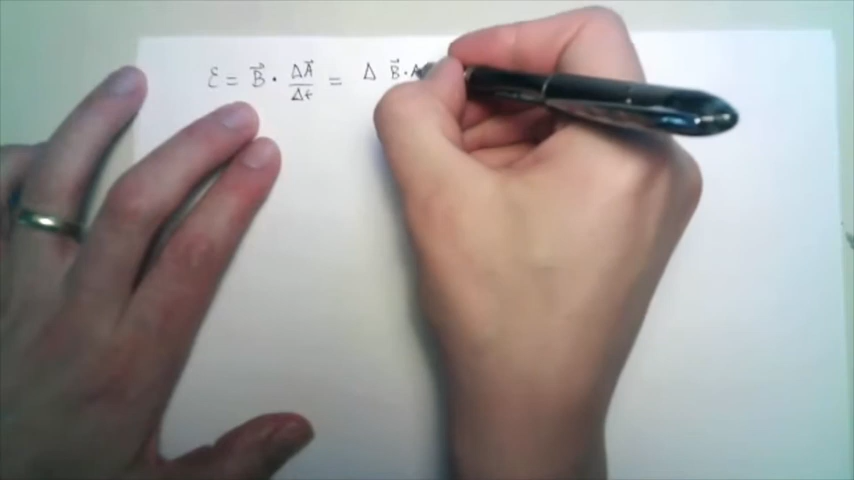 ℰ = B⃗ · ΔA⃗/Δt = Δ B⃗·A